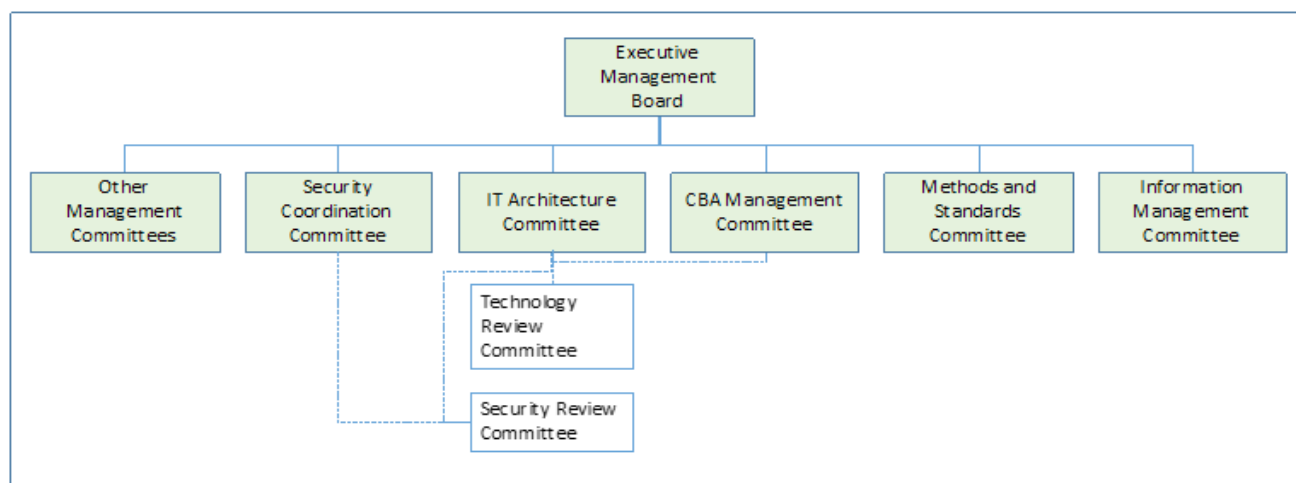 Executive
Management
Board
Other
Management
Committees
Security
Coordination
Committee
IT Architecture
Committee
CBA Management
Committee
Methods and
Standards
Committee
Information
Management
Committee
Technology
Review
Committee
Security Review
Committee